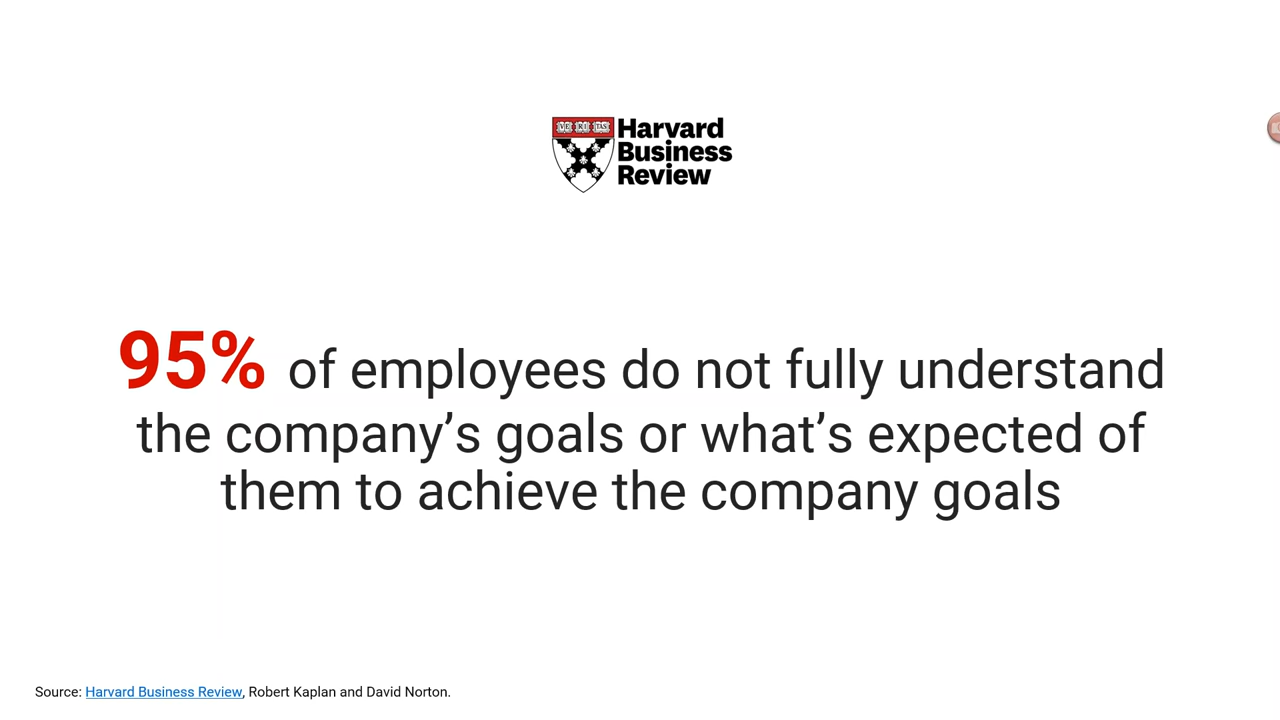 Harvard
Business
Review
95% of employees do not fully understand
the company’s goals or what’s expected of
them to achieve the company goals
Source: Harvard Business Review, Robert Kaplan and David Norton.